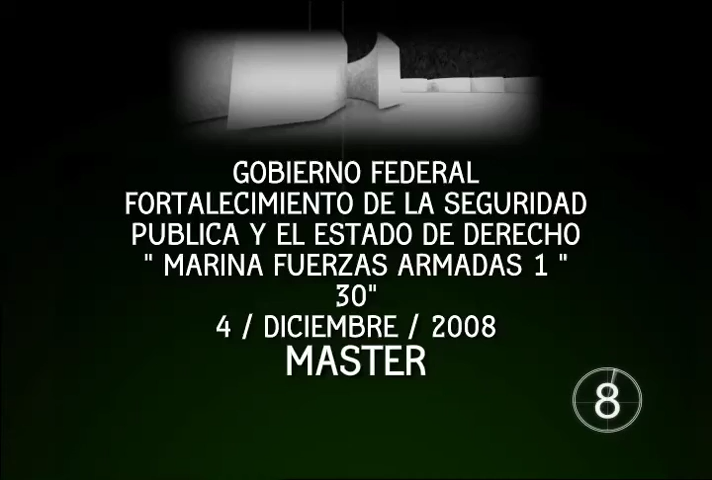 GOBIERNO FEDERAL
FORTALECIMIENTO DE LA SEGURIDAD
PUBLICA Y EL ESTADO DE DERECHO
" MARINA FUERZAS ARMADAS 1 "
30"
4 / DICIEMBRE / 2008
MASTER
8